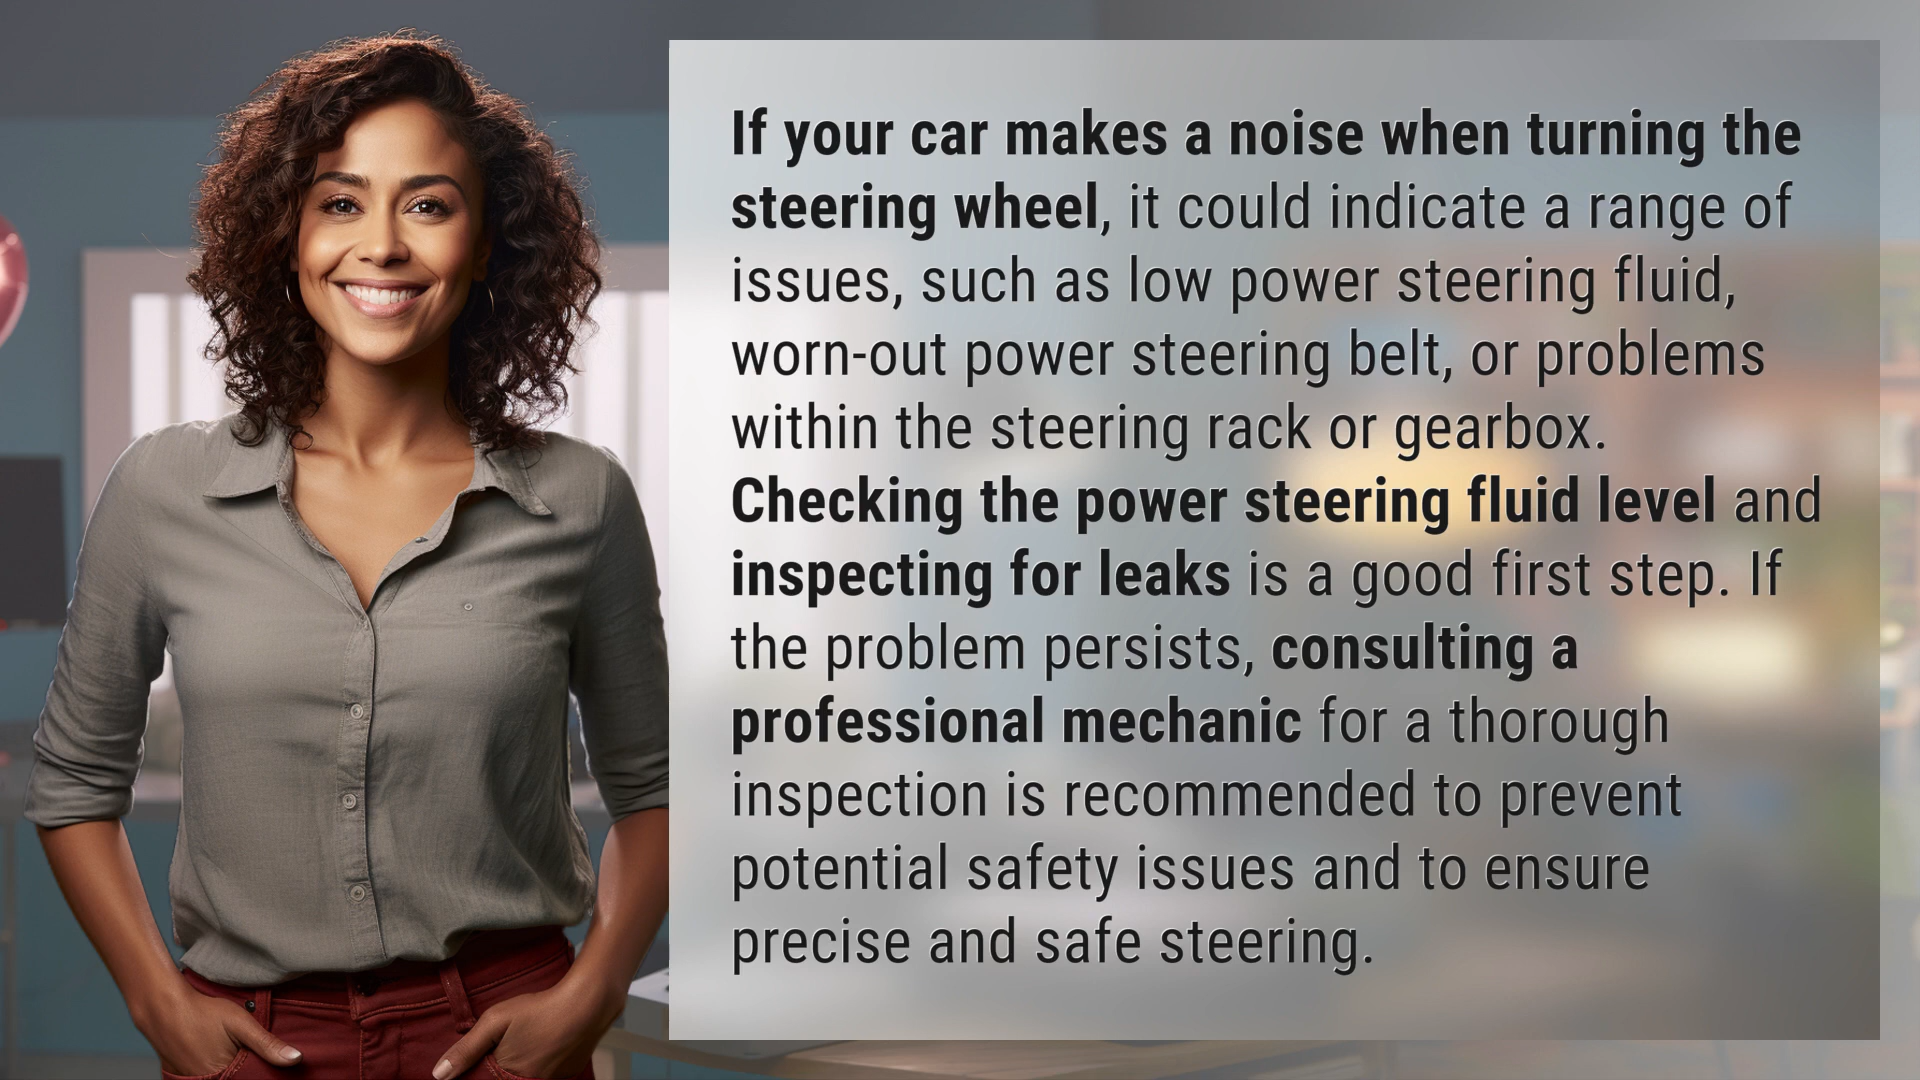 If your car makes a noise when turning the
steering wheel, it could indicate a range of
issues, such as low power steering fluid,
worn-out power steering belt, or problems
within the steering rack or gearbox.
Checking the power steering fluid level and
inspecting for leaks is a good first step. If
the problem persists, consulting a
professional mechanic for a thorough
inspection is recommended to prevent
potential safety issues and to ensure
precise and safe steering.